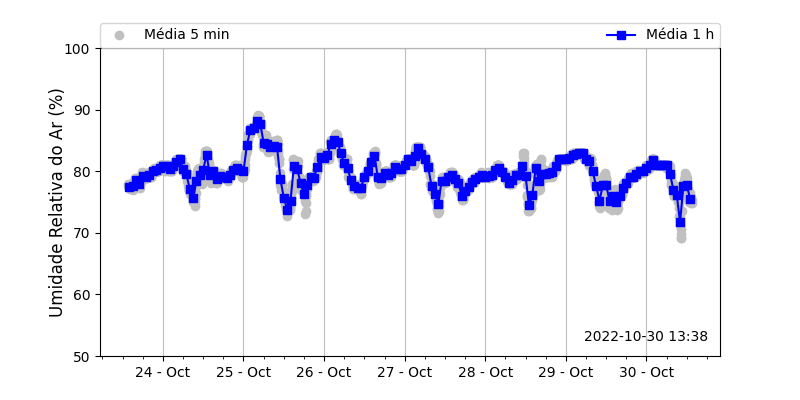 Média 5 min
Média 1 h
100
90
80
70
60
50
Umidade Relativa do Ar (%)
2022-10-30 13:38
24 - Oct
25 - Oct
26 - Oct
27 - Oct
28 - Oct
29 - Oct
30 - Oct